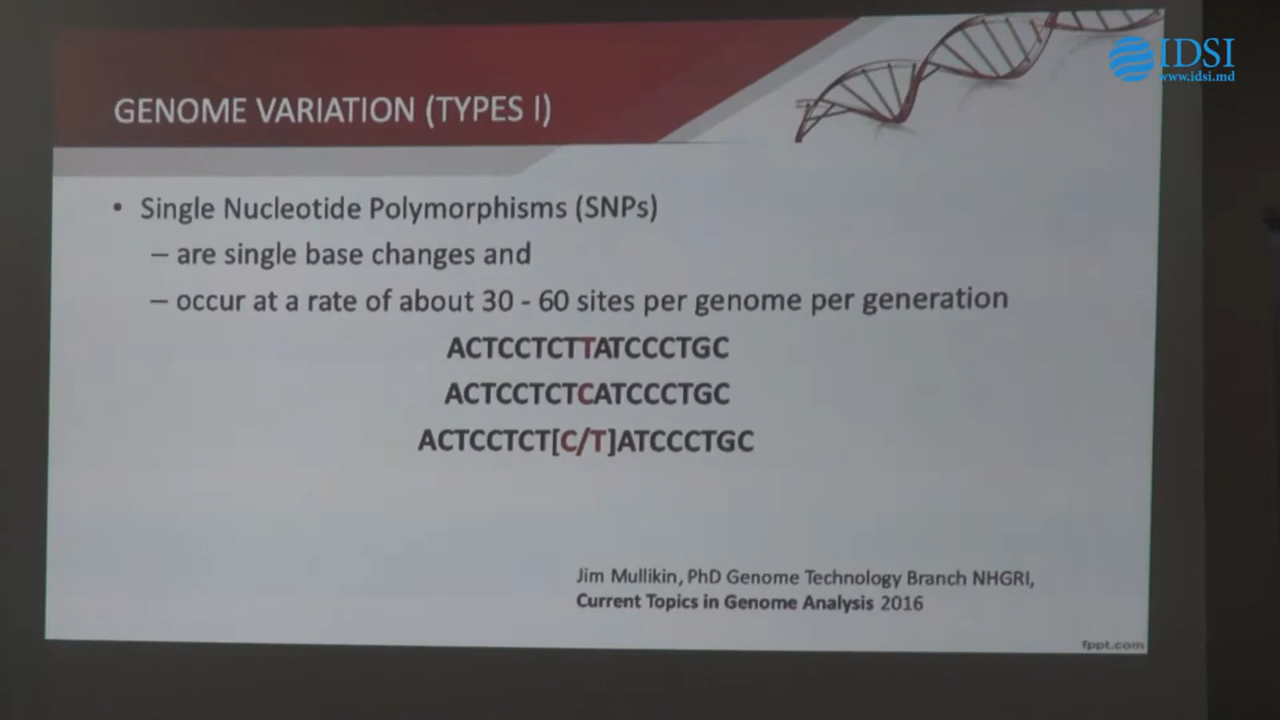 IDSI
www.idsi.md
GENOME VARIATION (TYPES I)
• Single Nucleotide Polymorphisms (SNPs)
– are single base changes and
– occur at a rate of about 30 - 60 sites per genome per generation
ACTCCTCTTATCCCTGC
ACTCCTCTCATCCCTGC
ACTCCTCT[C/T]ATCCCTGC
Jim Mullikin, PhD Genome Technology Branch NHGRI,
Current Topics in Genome Analysis 2016
fppt.com